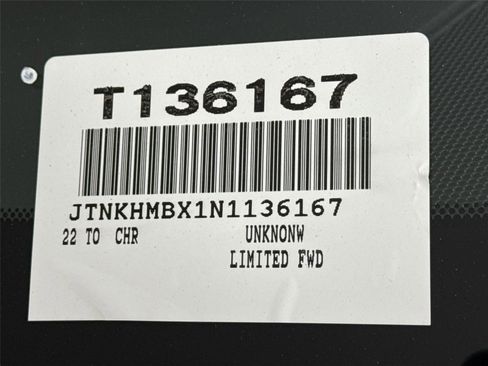 T136167
JTNKHMBX1N1136167
22 TO CHR UNKNONW
LIMITED FWD